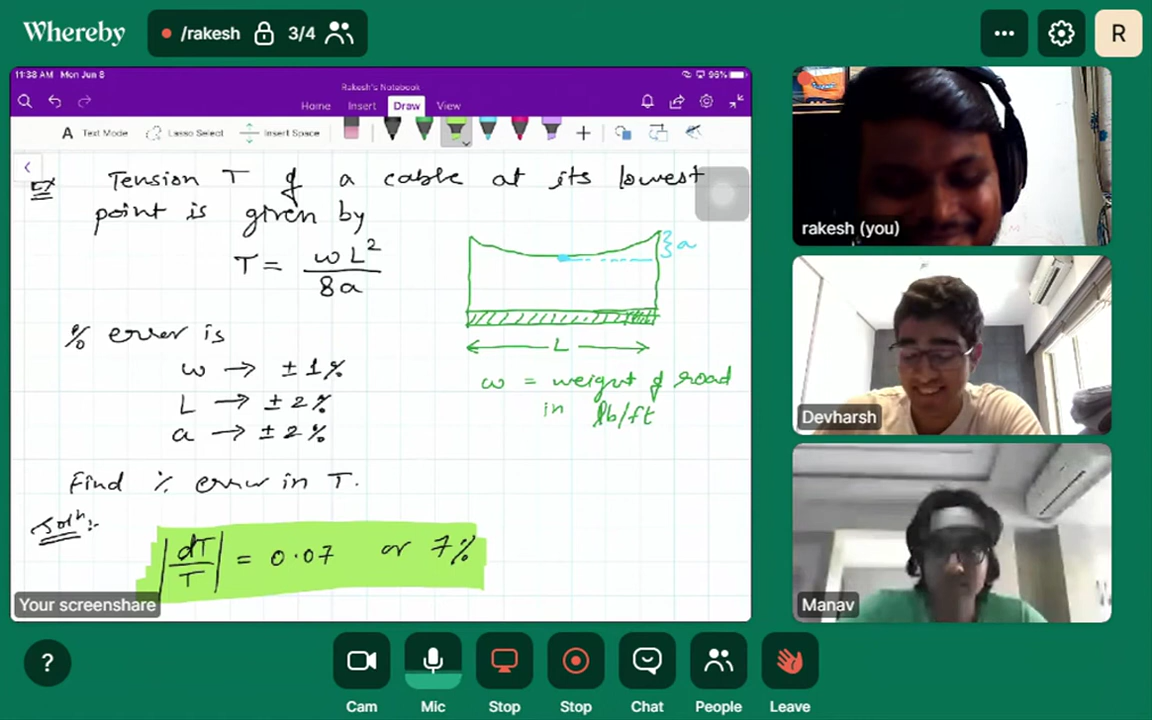 Whereby
/rakesh 3/4
R
11:38 AM Mon Jun 8
96%
Rakesh's Notebook
Home Insert Draw View
A Text Mode Lasso Select Insert Space
Ex Tension T of a cable at its lowest
point is given by
T = ωL²/8a
a
L
ω = weight of road
in lb/ft
% error is
ω → ± 1%
L → ± 2%
a → ± 2%
Find % error in T.
Soln:-
|dT/T| = 0.07 or 7%
Your screenshare
rakesh (you)
Devharsh
Manav
?
Cam Mic Stop Stop Chat People Leave